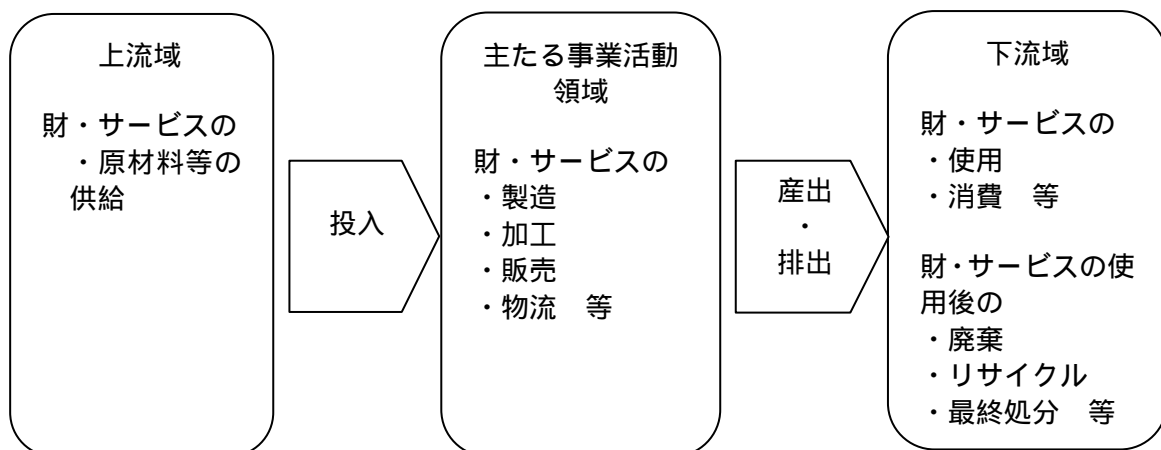 上流域
財・サービスの
・原材料等の
供給
投入
主たる事業活動
領域
財・サービスの
・製造
・加工
・販売
・物流　等
産出
・
排出
下流域
財・サービスの
・使用
・消費　等
財・サービスの使
用後の
・廃棄
・リサイクル
・最終処分　等